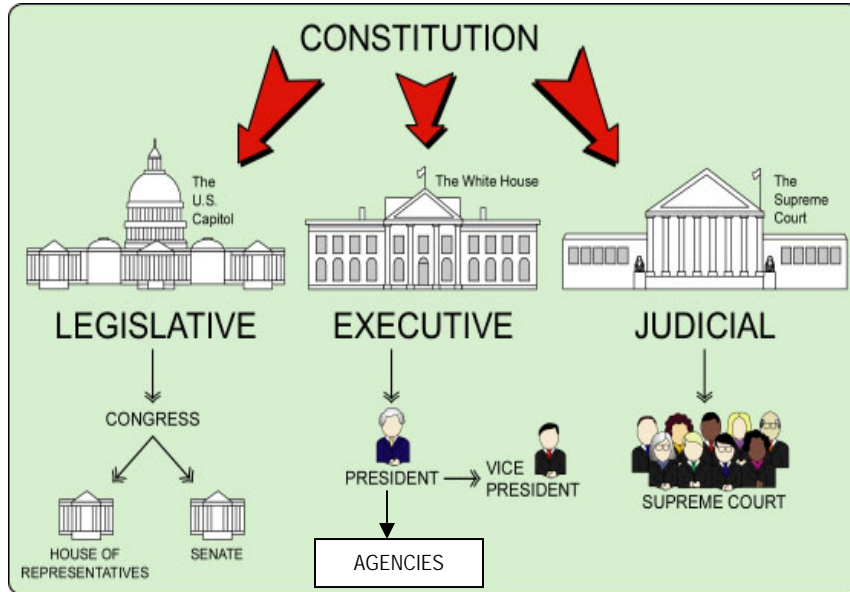 CONSTITUTION
The
U.S.
Capitol
The White House
The
Supreme
Court
LEGISLATIVE
EXECUTIVE
JUDICIAL
CONGRESS
PRESIDENT
VICE
PRESIDENT
SUPREME COURT
HOUSE OF
REPRESENTATIVES
SENATE
AGENCIES